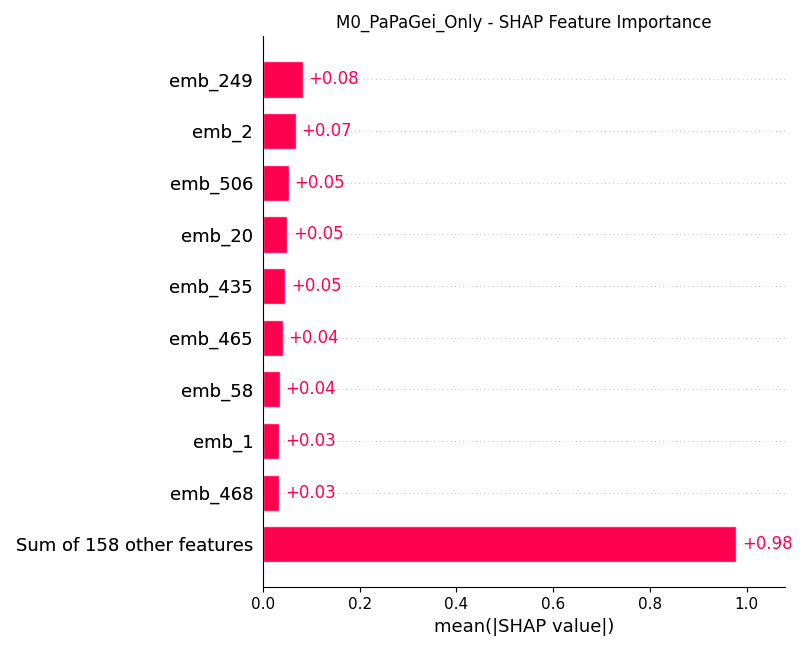 M0_PaPaGei_Only - SHAP Feature Importance
emb_249 +0.08
emb_2 +0.07
emb_506 +0.05
emb_20 +0.05
emb_435 +0.05
emb_465 +0.04
emb_58 +0.04
emb_1 +0.03
emb_468 +0.03
Sum of 158 other features +0.98
0.0 0.2 0.4 0.6 0.8 1.0
mean(|SHAP value|)